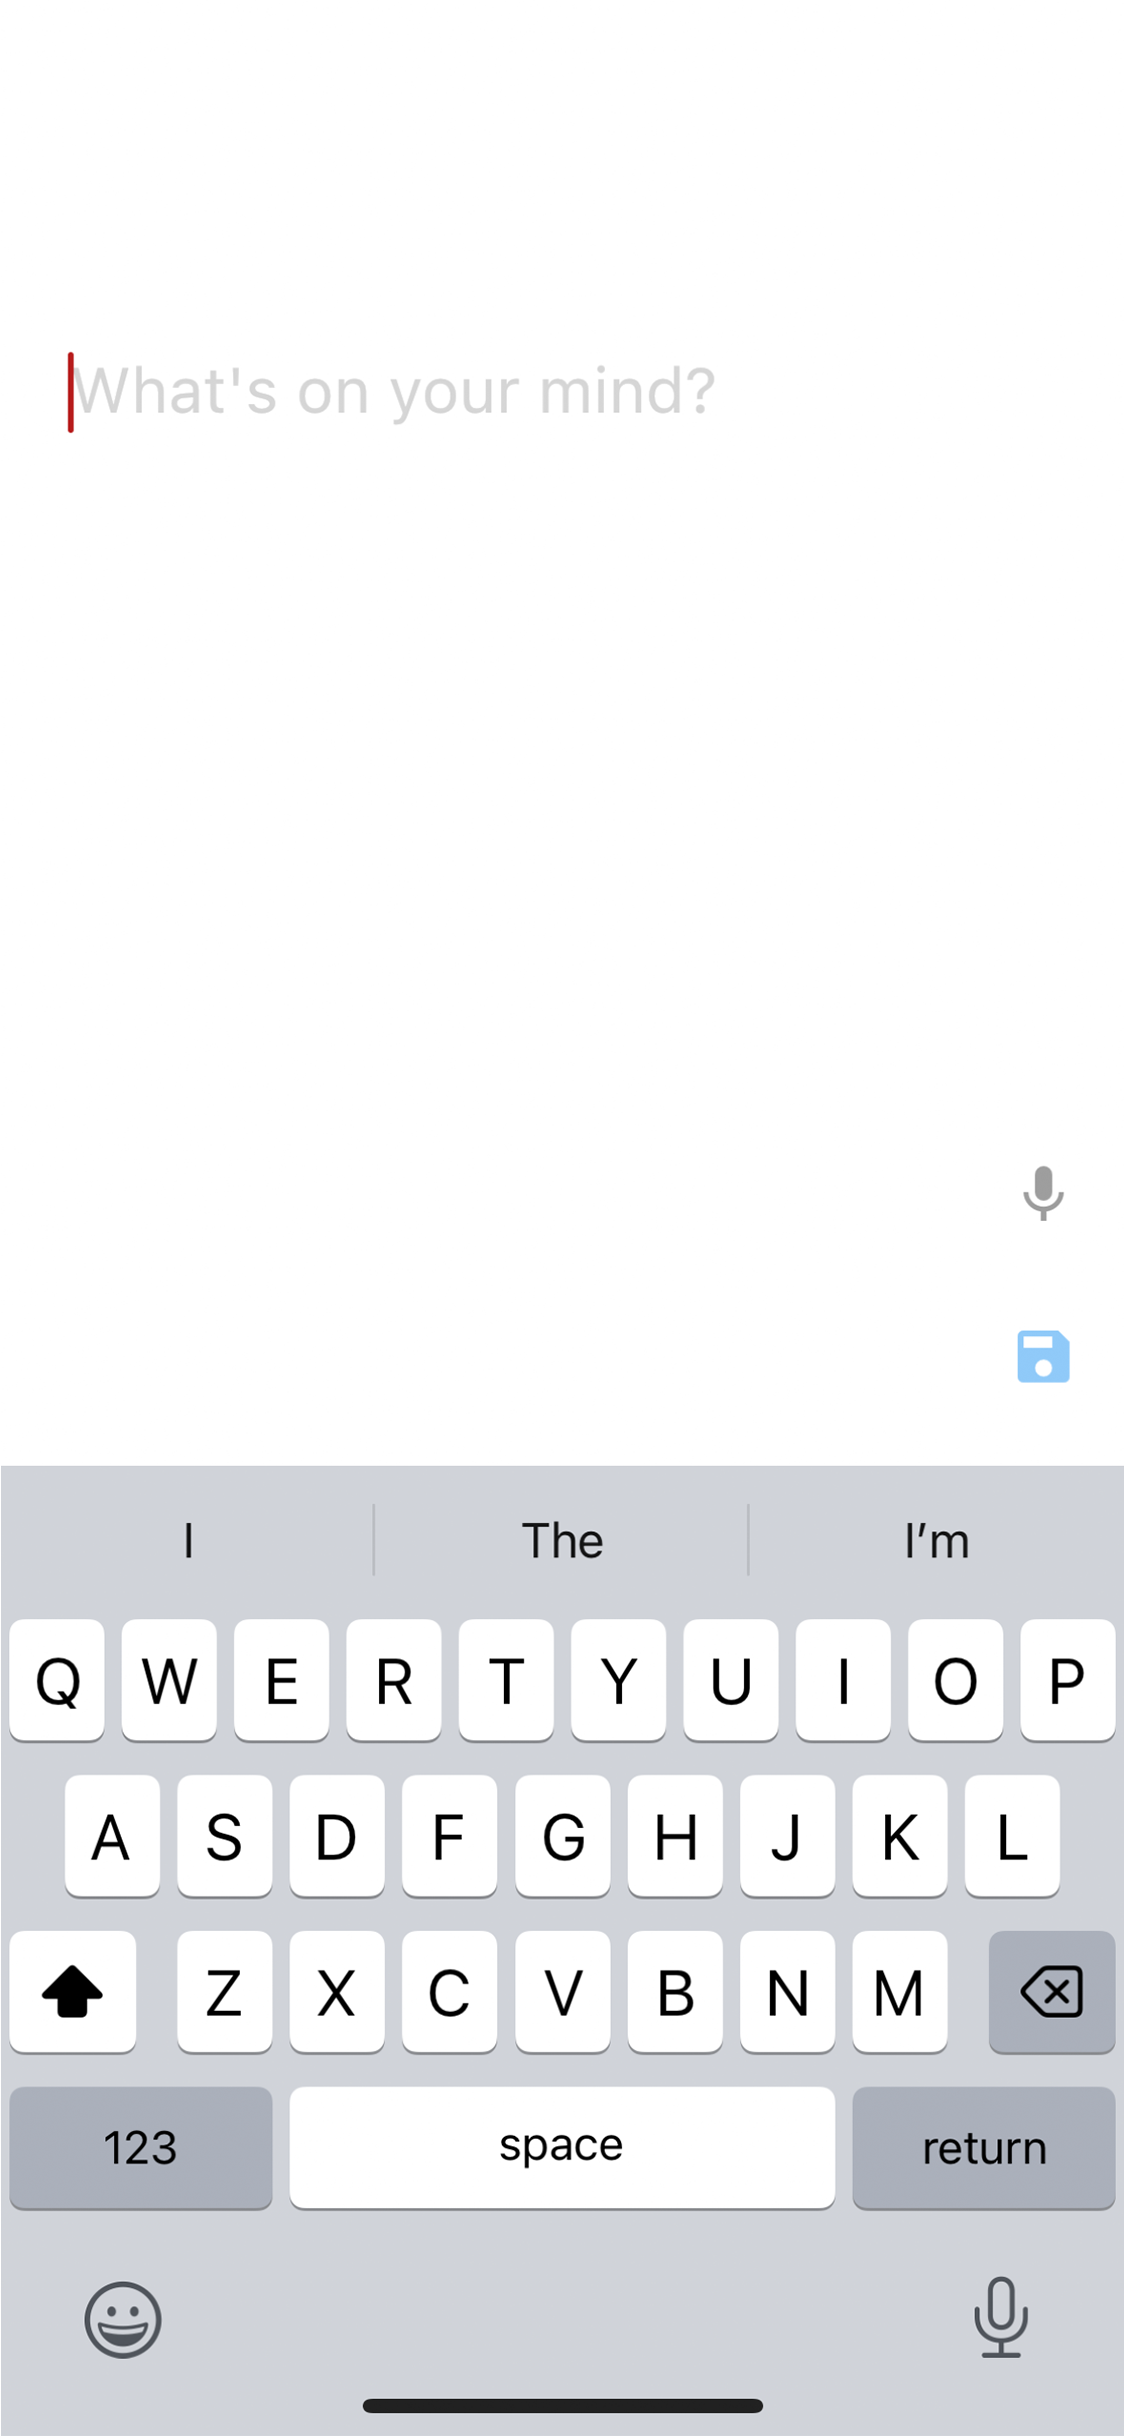 What's on your mind?
I The I’m
Q W E R T Y U I O P
A S D F G H J K L
Z X C V B N M
123 space return